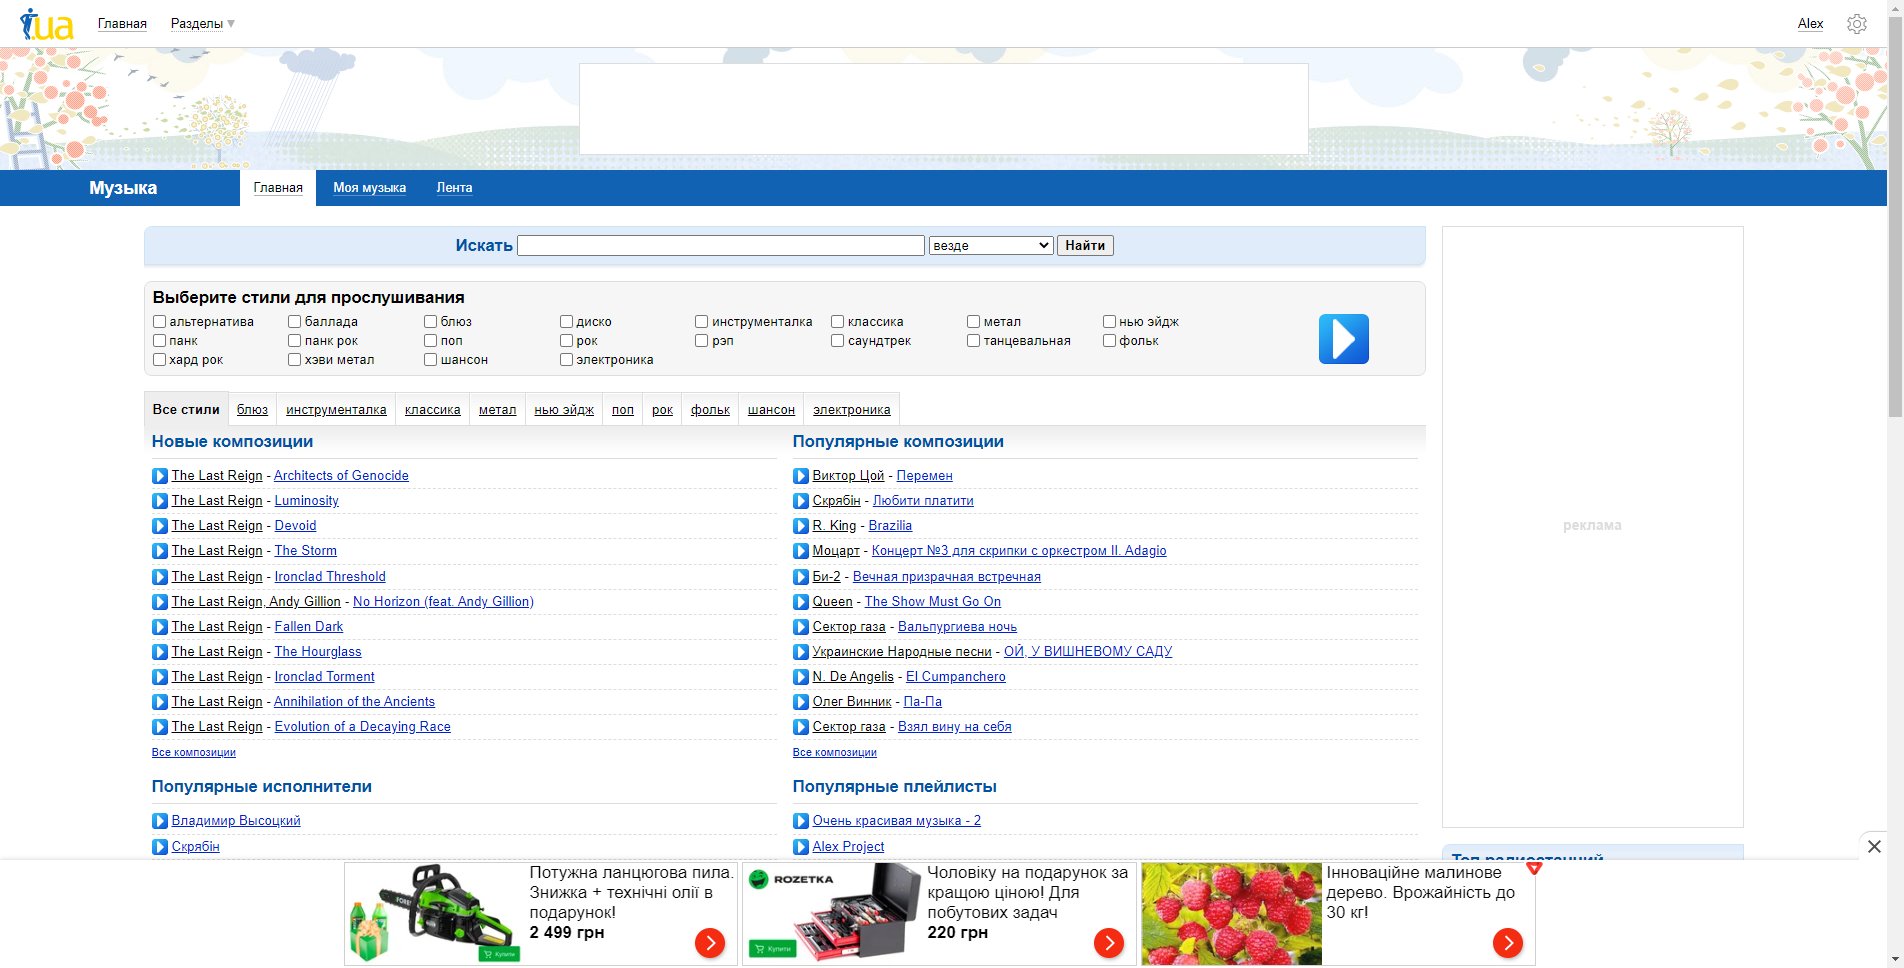 i.ua Главная Разделы Alex
Музыка Главная Моя музыка Лента
Искать везде Найти
Выберите стили для прослушивания
альтернатива баллада блюз диско инструменталка классика метал нью эйдж
панк панк рок поп рок рэп саундтрек танцевальная фольк
хард рок хэви метал шансон электроника
Все стили блюз инструменталка классика метал нью эйдж поп рок фольк шансон электроника
Новые композиции
The Last Reign - Architects of Genocide
The Last Reign - Luminosity
The Last Reign - Devoid
The Last Reign - The Storm
The Last Reign - Ironclad Threshold
The Last Reign, Andy Gillion - No Horizon (feat. Andy Gillion)
The Last Reign - Fallen Dark
The Last Reign - The Hourglass
The Last Reign - Ironclad Torment
The Last Reign - Annihilation of the Ancients
The Last Reign - Evolution of a Decaying Race
Все композиции
Популярные композиции
Виктор Цой - Перемен
Скрябін - Любити платити
R. King - Brazilia
Моцарт - Концерт №3 для скрипки с оркестром II. Adagio
Би-2 - Вечная призрачная встречная
Queen - The Show Must Go On
Сектор газа - Вальпургиева ночь
Украинские Народные песни - ОЙ, У ВИШНЕВОМУ САДУ
N. De Angelis - El Cumpanchero
Олег Винник - Па-Па
Сектор газа - Взял вину на себя
Все композиции
Популярные исполнители
Владимир Высоцкий
Скрябін
Популярные плейлисты
Очень красивая музыка - 2
Alex Project
реклама
Топ радиостанций
Потужна ланцюгова пила.
Знижка + технічні олії в
подарунок!
2 499 грн
Купити
ROZETKA
Купити
Чоловіку на подарунок за
кращою ціною! Для
побутових задач
220 грн
Інноваційне малинове
дерево. Врожайність до
30 кг!